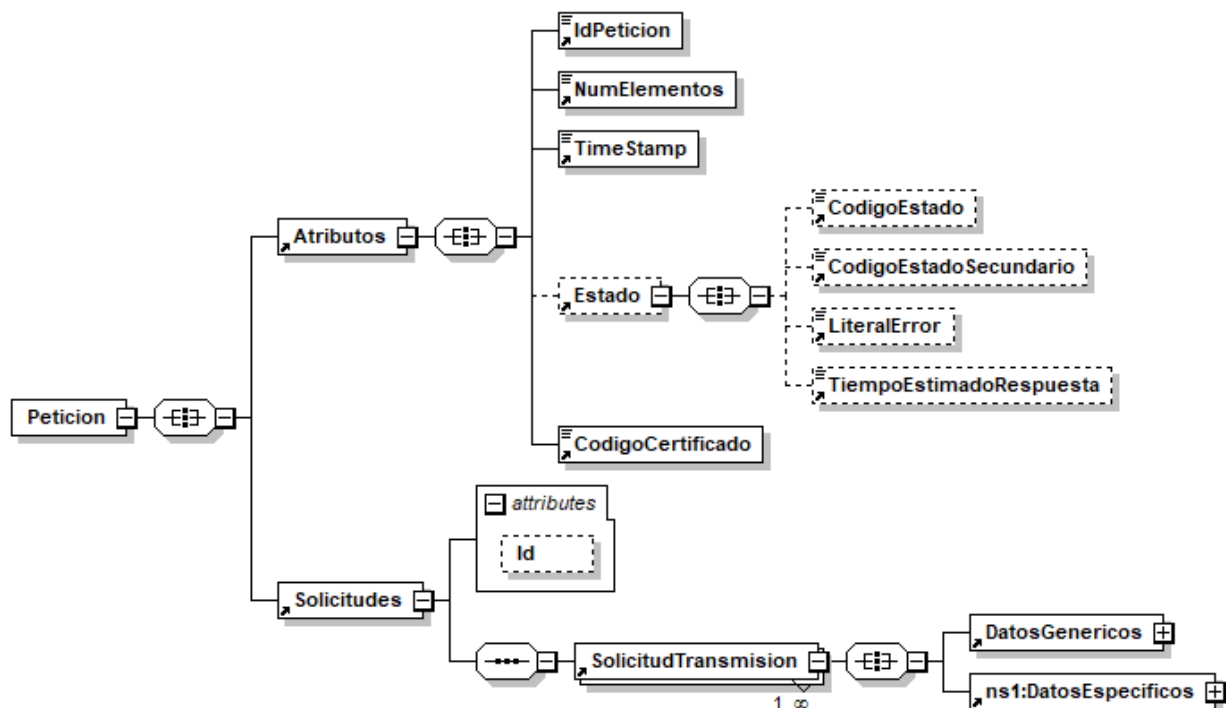 IdPeticion
NumElementos
TimeStamp
CodigoEstado
Atributos
CodigoEstadoSecundario
Estado
LiteralError
TiempoEstimadoRespuesta
Peticion
CodigoCertificado
attributes
Id
Solicitudes
DatosGenericos
SolicitudTransmision
1 ∞
ns1:DatosEspecificos